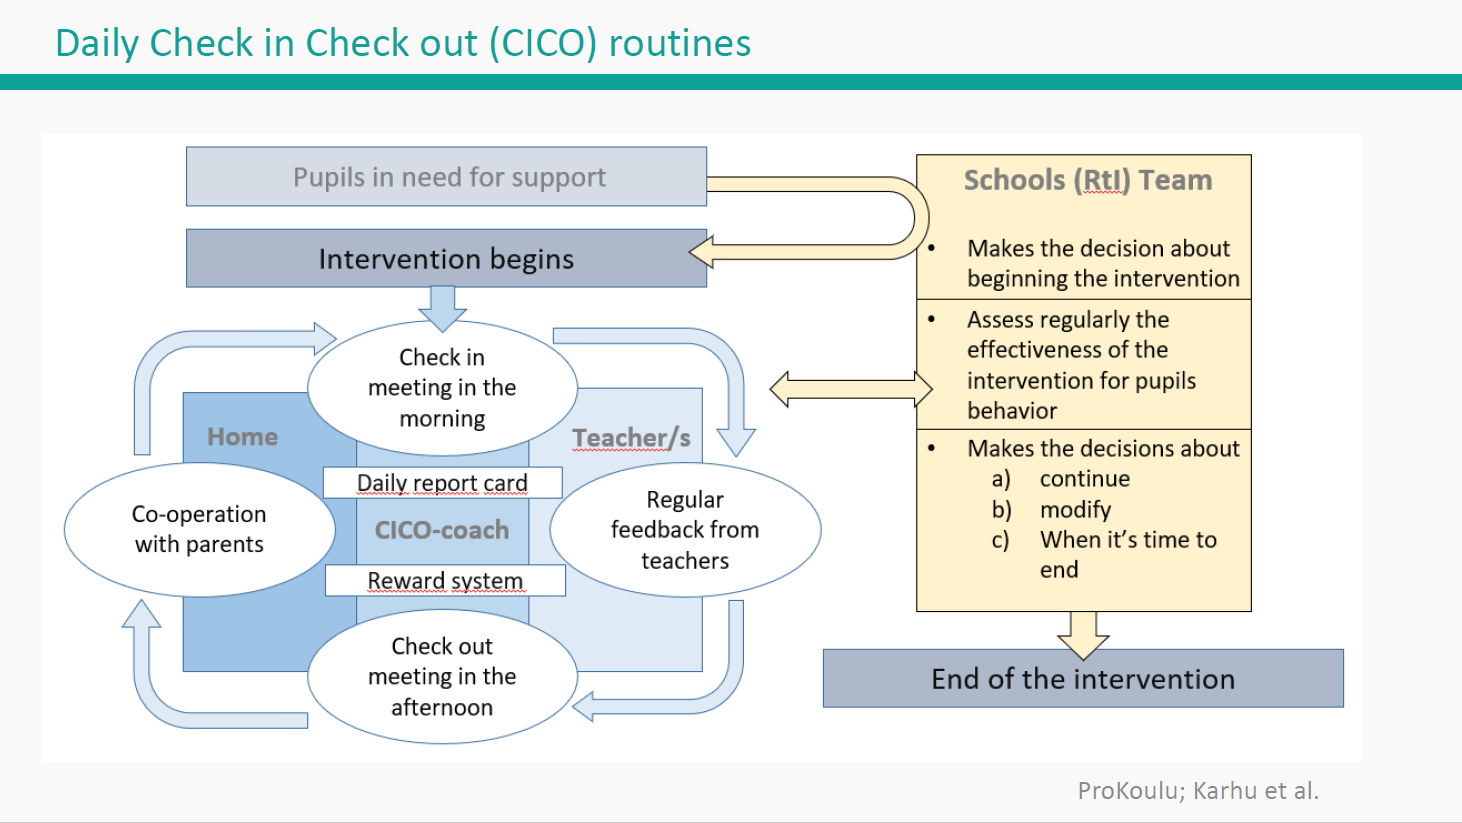 Daily Check in Check out (CICO) routines
Pupils in need for support
Intervention begins
Check in
meeting in the
morning
Home
Teacher/s
Daily report card
CICO-coach
Reward system
Co-operation
with parents
Regular
feedback from
teachers
Check out
meeting in the
afternoon
Schools (RtI) Team
• Makes the decision about
beginning the intervention
• Assess regularly the
effectiveness of the
intervention for pupils
behavior
• Makes the decisions about
a) continue
b) modify
c) When it's time to
end
End of the intervention
ProKoulu; Karhu et al.